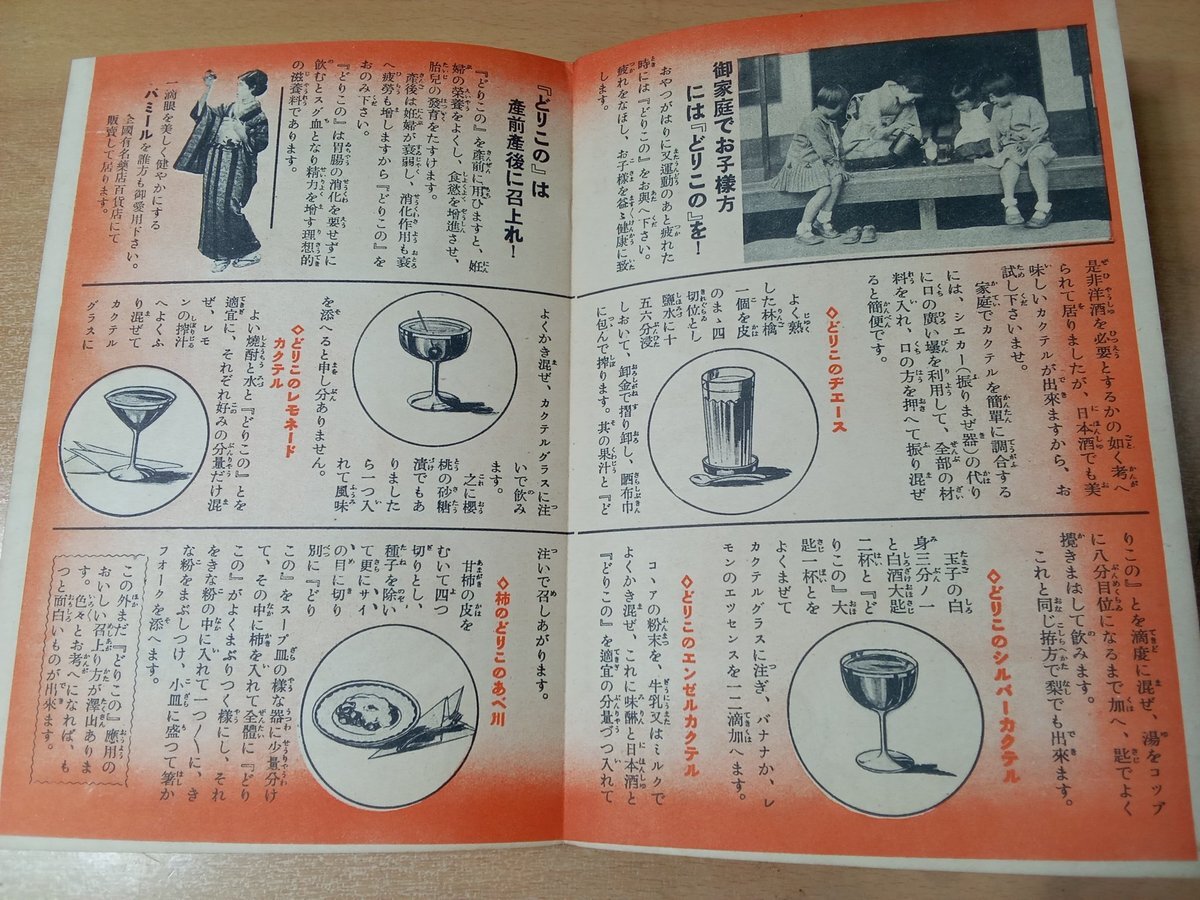 御家庭でお子樣方
には『どりこの』を!
おやつがはりに又運動のあと疲れた
時には『どりこの』をお與へ下さい。
疲れをなほし、お子樣を益〻健康に致
します。
是非洋酒を必要とするかの如く考へ
られて居りましたが、日本酒でも美
味しいカクテルが出來ますから、お
試し下さいませ。
家庭でカクテルを簡單に調合する
には、シエカー(振りまぜ器)の代り
に口の廣い壜を利用して、全部の材
料を入れ、口の方を押へて振り混ぜ
ると簡便です。
◇どりこのヂエース
よく熟
した林檎
一個を皮
のまゝ四
切位とし
鹽水に十
五六分浸
しおいて、卸金で摺り卸し、晒布巾
に包んで搾ります。其の果汁と『ど
りこの』とを滴度に混ぜ、湯をコップ
に八分目位になるまで加へ、匙でよく
攪きまはして飲みます。
これと同じ拵方で梨でも出來ます。
◇どりこのシルバーカクテル
玉子の白
身三分ノ一
と白酒大匙
二杯と『ど
りこの』大
匙一杯とを
よくまぜて
カクテルグラスに注ぎ、バナナか、レ
モンのエッセンスを一二滴加へます。
◇どりこのエンゼルカクテル
コヽアの粉末を、牛乳又はミルクで
よくかき混ぜ、これに味醂と日本酒と
『どりこの』を適宜の分量づつ入れて
『どりこの』は
產前產後に召上れ!
『どりこの』を產前に用ひますと、姙
婦の榮養をよくし、食慾を增進させ、
胎兒の發育をたすけます。
產後は姙婦が衰弱し、消化作用も衰
へ疲勞も增しますから『どりこの』を
おのみ下さい。
『どりこの』は胃腸の消化を要せずに
飲むとスグ血となり精力を增す理想的
の滋養料であります。
一滴眼を美しく健やかにする
バミールを誰方も御愛用下さい。
全國有名藥店百貨店にて
販賣して居ります。
よくかき混ぜ、カクテルグラスに注
いで飲み
ます。
之に櫻
桃の砂糖
漬でもあ
りました
ら一つ入
れて風味
を添へると申し分ありません。
◇どりこのレモネード
カクテル
よい燒酎と水と『どりこの』とを
適宜に、それぞれ好みの分量だけ混
ぜ、レモ
ンの搾汁
へよくふ
り混ぜて
カクテル
グラスに
注いで召しあがります。
◇柿のどりこのあべ川
甘柿の皮を
むいて四つ
切りとし、
種子を除い
て更に、サイ
の目に切り
別に『どり
この』をスープ皿の樣な器に少量分け
て、その中に柿を入れて全體に『どり
この』がよくまぶりつく樣にし、それ
をきな粉の中に入れて一つ〳〵に、き
な粉をまぶしつけ、小皿に盛つて箸か
フォークを添へます。
この外まだ『どりこの』應用の
おいしい召上り方が澤山ありま
す。色々とお考へになれば、も
つと面白いものが出來ます。